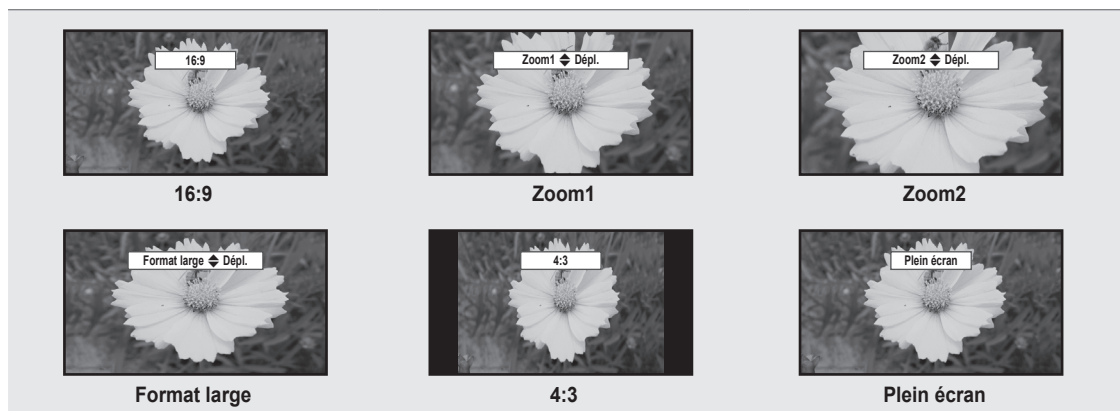 16:9
Zoom1 ◆ Dépl.
Zoom2 ◆ Dépl.
16:9
Zoom1
Zoom2
Format large ◆ Dépl.
4:3
Plein écran
Format large
4:3
Plein écran